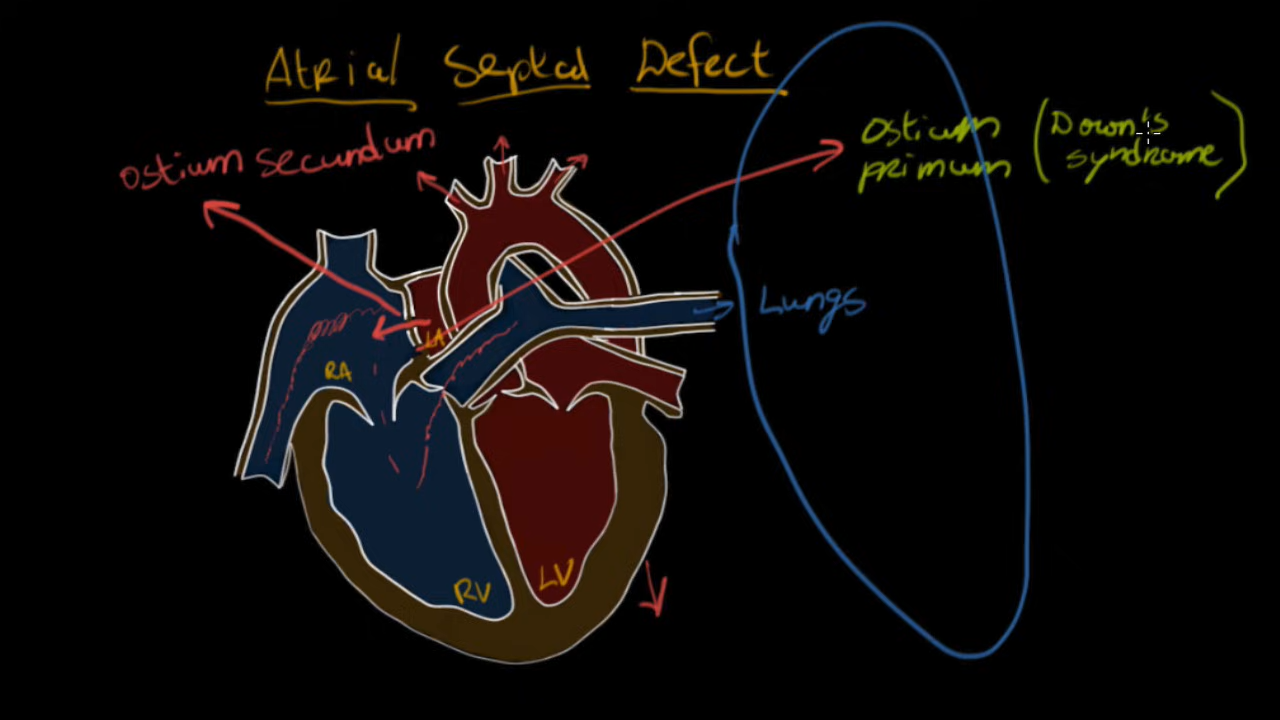 Atrial Septal Defect
ostium secundum
Ostium
primum
(Down's
syndrome)
Lungs
LA
RA
RV
LV